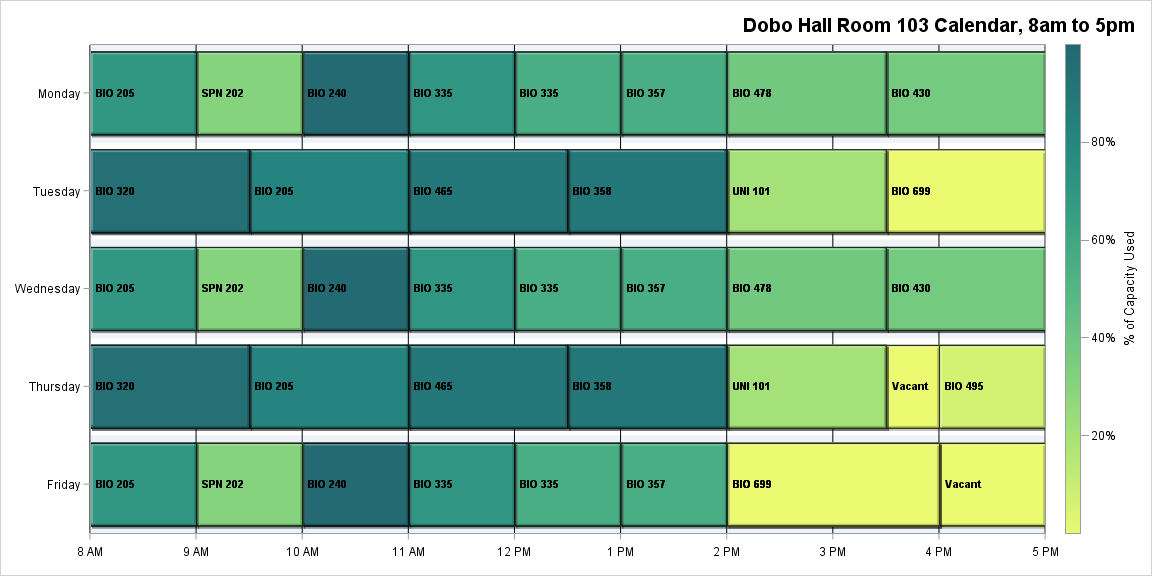 Dobo Hall Room 103 Calendar, 8am to 5pm
Monday BIO 205 SPN 202 BIO 240 BIO 335 BIO 335 BIO 357 BIO 478 BIO 430
Tuesday BIO 320 BIO 205 BIO 465 BIO 358 UNI 101 BIO 699
Wednesday BIO 205 SPN 202 BIO 240 BIO 335 BIO 335 BIO 357 BIO 478 BIO 430
Thursday BIO 320 BIO 205 BIO 465 BIO 358 UNI 101 Vacant BIO 495
Friday BIO 205 SPN 202 BIO 240 BIO 335 BIO 335 BIO 357 BIO 699 Vacant
8 AM 9 AM 10 AM 11 AM 12 PM 1 PM 2 PM 3 PM 4 PM 5 PM
80%
60%
40%
20%
% of Capacity Used